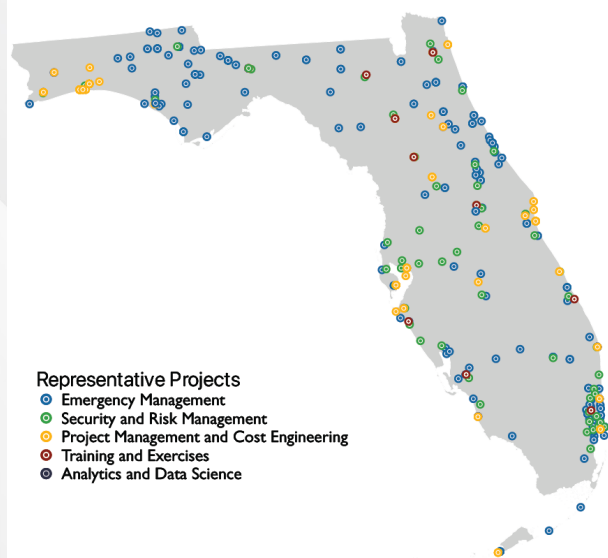 Representative Projects
Emergency Management
Security and Risk Management
Project Management and Cost Engineering
Training and Exercises
Analytics and Data Science